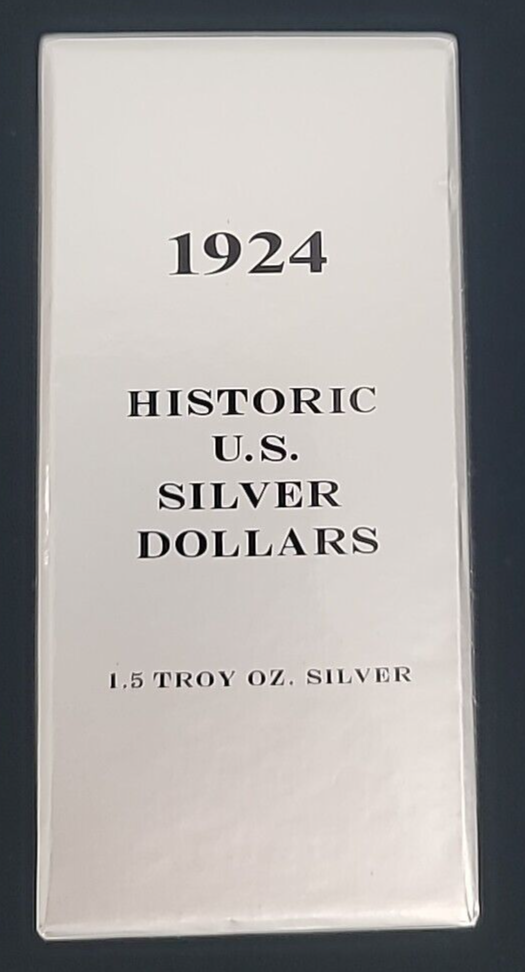 1924
HISTORIC
U.S.
SILVER
DOLLARS
1.5 TROY OZ. SILVER